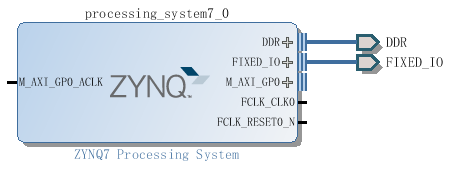 processing_system7_0
DDR
FIXED_IO
M_AXI_GP0
M_AXI_GP0_ACLK
ZYNQ
FCLK_CLK0
FCLK_RESET0_N
DDR
FIXED_IO
ZYNQ7 Processing System